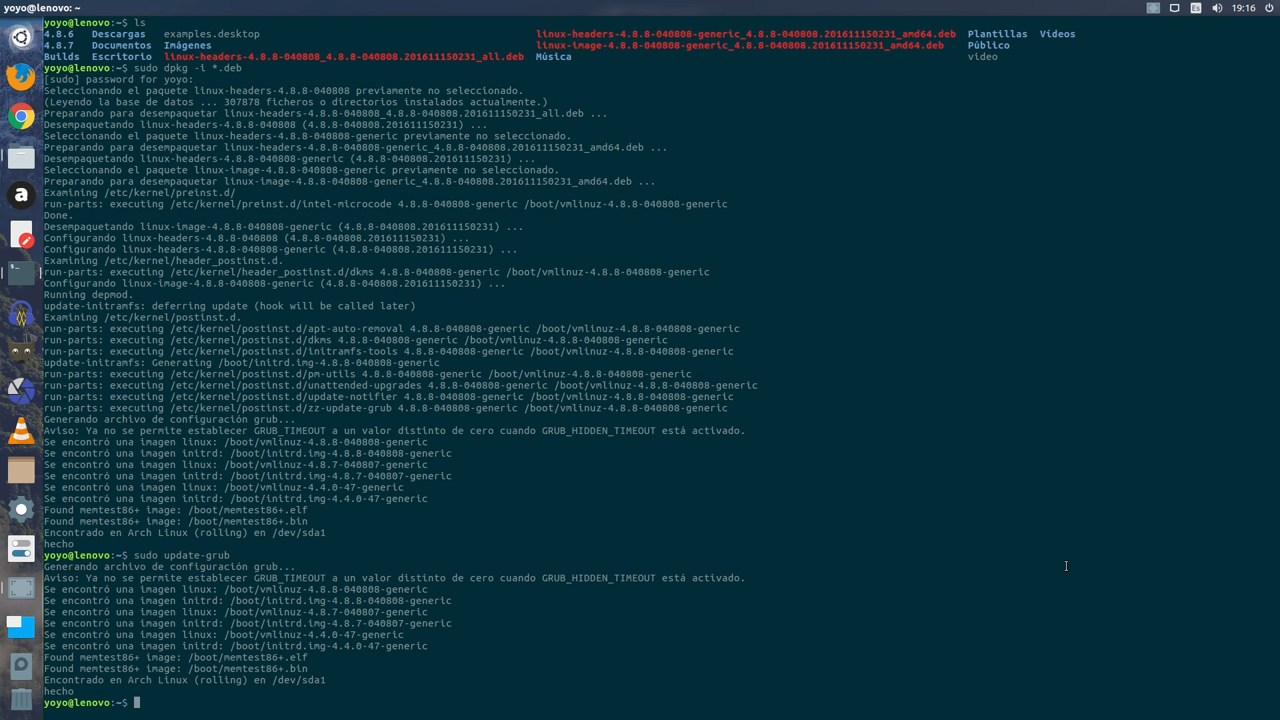 yoyo@lenovo: ~
Es
19:16
yoyo@lenovo:~$ ls
4.8.6 Descargas examples.desktop linux-headers-4.8.8-040808-generic_4.8.8-040808.201611150231_amd64.deb Plantillas Vídeos
4.8.7 Documentos Imágenes linux-image-4.8.8-040808-generic_4.8.8-040808.201611150231_amd64.deb Público
Builds Escritorio linux-headers-4.8.8-040808_4.8.8-040808.201611150231_all.deb Música video
yoyo@lenovo:~$ sudo dpkg -i *.deb
[sudo] password for yoyo:
Seleccionando el paquete linux-headers-4.8.8-040808 previamente no seleccionado.
(Leyendo la base de datos ... 307878 ficheros o directorios instalados actualmente.)
Preparando para desempaquetar linux-headers-4.8.8-040808_4.8.8-040808.201611150231_all.deb ...
Desempaquetando linux-headers-4.8.8-040808 (4.8.8-040808.201611150231) ...
Seleccionando el paquete linux-headers-4.8.8-040808-generic previamente no seleccionado.
Preparando para desempaquetar linux-headers-4.8.8-040808-generic_4.8.8-040808.201611150231_amd64.deb ...
Desempaquetando linux-headers-4.8.8-040808-generic (4.8.8-040808.201611150231) ...
Seleccionando el paquete linux-image-4.8.8-040808-generic previamente no seleccionado.
Preparando para desempaquetar linux-image-4.8.8-040808-generic_4.8.8-040808.201611150231_amd64.deb ...
Examining /etc/kernel/preinst.d/
run-parts: executing /etc/kernel/preinst.d/intel-microcode 4.8.8-040808-generic /boot/vmlinuz-4.8.8-040808-generic
Done.
Desempaquetando linux-image-4.8.8-040808-generic (4.8.8-040808.201611150231) ...
Configurando linux-headers-4.8.8-040808 (4.8.8-040808.201611150231) ...
Configurando linux-headers-4.8.8-040808-generic (4.8.8-040808.201611150231) ...
Examining /etc/kernel/header_postinst.d.
run-parts: executing /etc/kernel/header_postinst.d/dkms 4.8.8-040808-generic /boot/vmlinuz-4.8.8-040808-generic
Configurando linux-image-4.8.8-040808-generic (4.8.8-040808.201611150231) ...
Running depmod.
update-initramfs: deferring update (hook will be called later)
Examining /etc/kernel/postinst.d.
run-parts: executing /etc/kernel/postinst.d/apt-auto-removal 4.8.8-040808-generic /boot/vmlinuz-4.8.8-040808-generic
run-parts: executing /etc/kernel/postinst.d/dkms 4.8.8-040808-generic /boot/vmlinuz-4.8.8-040808-generic
run-parts: executing /etc/kernel/postinst.d/initramfs-tools 4.8.8-040808-generic /boot/vmlinuz-4.8.8-040808-generic
update-initramfs: Generating /boot/initrd.img-4.8.8-040808-generic
run-parts: executing /etc/kernel/postinst.d/pm-utils 4.8.8-040808-generic /boot/vmlinuz-4.8.8-040808-generic
run-parts: executing /etc/kernel/postinst.d/unattended-upgrades 4.8.8-040808-generic /boot/vmlinuz-4.8.8-040808-generic
run-parts: executing /etc/kernel/postinst.d/update-notifier 4.8.8-040808-generic /boot/vmlinuz-4.8.8-040808-generic
run-parts: executing /etc/kernel/postinst.d/zz-update-grub 4.8.8-040808-generic /boot/vmlinuz-4.8.8-040808-generic
Generando archivo de configuración grub...
Aviso: Ya no se permite establecer GRUB_TIMEOUT a un valor distinto de cero cuando GRUB_HIDDEN_TIMEOUT está activado.
Se encontró una imagen linux: /boot/vmlinuz-4.8.8-040808-generic
Se encontró una imagen initrd: /boot/initrd.img-4.8.8-040808-generic
Se encontró una imagen linux: /boot/vmlinuz-4.8.7-040807-generic
Se encontró una imagen initrd: /boot/initrd.img-4.8.7-040807-generic
Se encontró una imagen linux: /boot/vmlinuz-4.4.0-47-generic
Se encontró una imagen initrd: /boot/initrd.img-4.4.0-47-generic
Found memtest86+ image: /boot/memtest86+.elf
Found memtest86+ image: /boot/memtest86+.bin
Encontrado en Arch Linux (rolling) en /dev/sda1
hecho
yoyo@lenovo:~$ sudo update-grub
Generando archivo de configuración grub...
Aviso: Ya no se permite establecer GRUB_TIMEOUT a un valor distinto de cero cuando GRUB_HIDDEN_TIMEOUT está activado.
Se encontró una imagen linux: /boot/vmlinuz-4.8.8-040808-generic
Se encontró una imagen initrd: /boot/initrd.img-4.8.8-040808-generic
Se encontró una imagen linux: /boot/vmlinuz-4.8.7-040807-generic
Se encontró una imagen initrd: /boot/initrd.img-4.8.7-040807-generic
Se encontró una imagen linux: /boot/vmlinuz-4.4.0-47-generic
Se encontró una imagen initrd: /boot/initrd.img-4.4.0-47-generic
Found memtest86+ image: /boot/memtest86+.elf
Found memtest86+ image: /boot/memtest86+.bin
Encontrado en Arch Linux (rolling) en /dev/sda1
hecho
yoyo@lenovo:~$